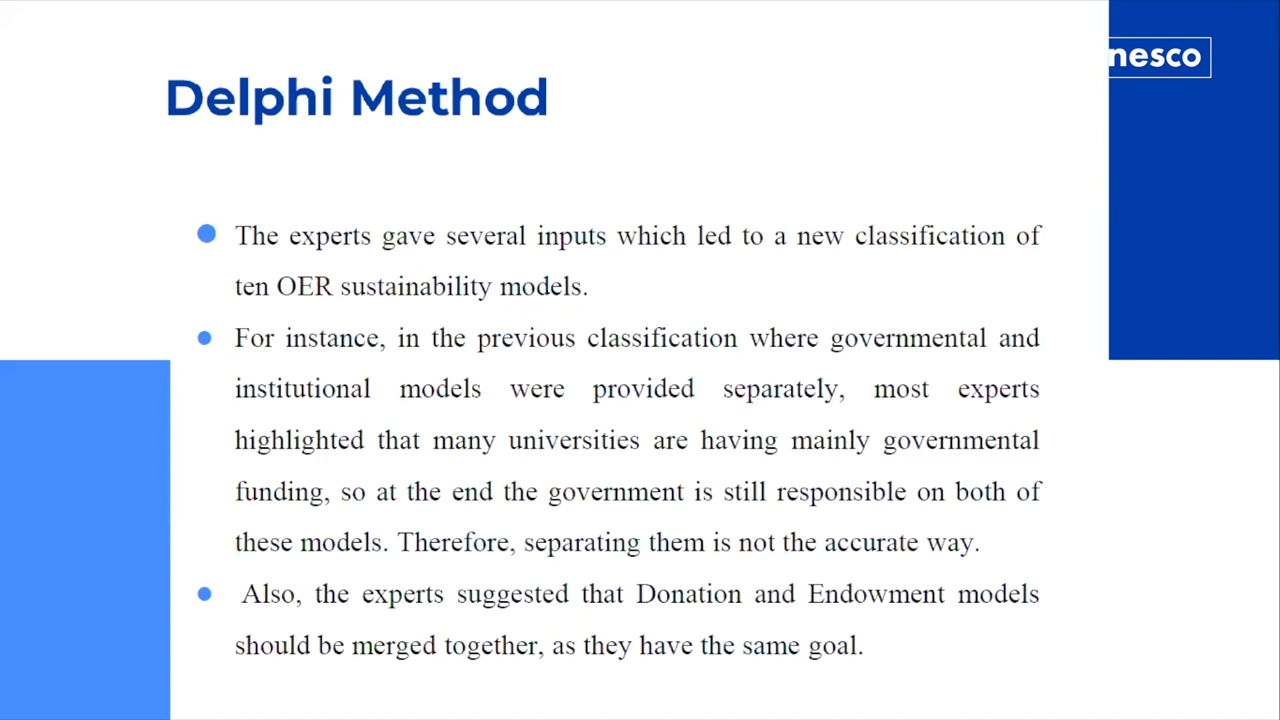 nesco
Delphi Method
The experts gave several inputs which led to a new classification of
ten OER sustainability models.
For instance, in the previous classification where governmental and
institutional models were provided separately, most experts
highlighted that many universities are having mainly governmental
funding, so at the end the government is still responsible on both of
these models. Therefore, separating them is not the accurate way.
Also, the experts suggested that Donation and Endowment models
should be merged together, as they have the same goal.